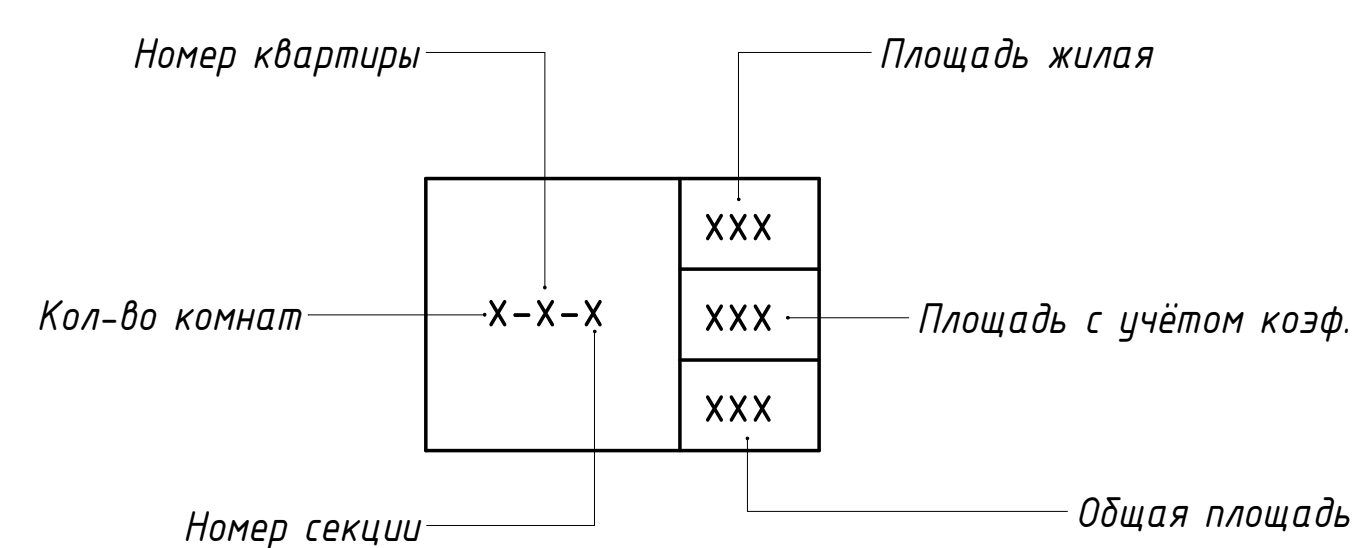 Номер квартиры
Площадь жилая
XXX
Кол-во комнат
X-X-X
XXX
Площадь с учётом коэф.
XXX
Номер секции
Общая площадь